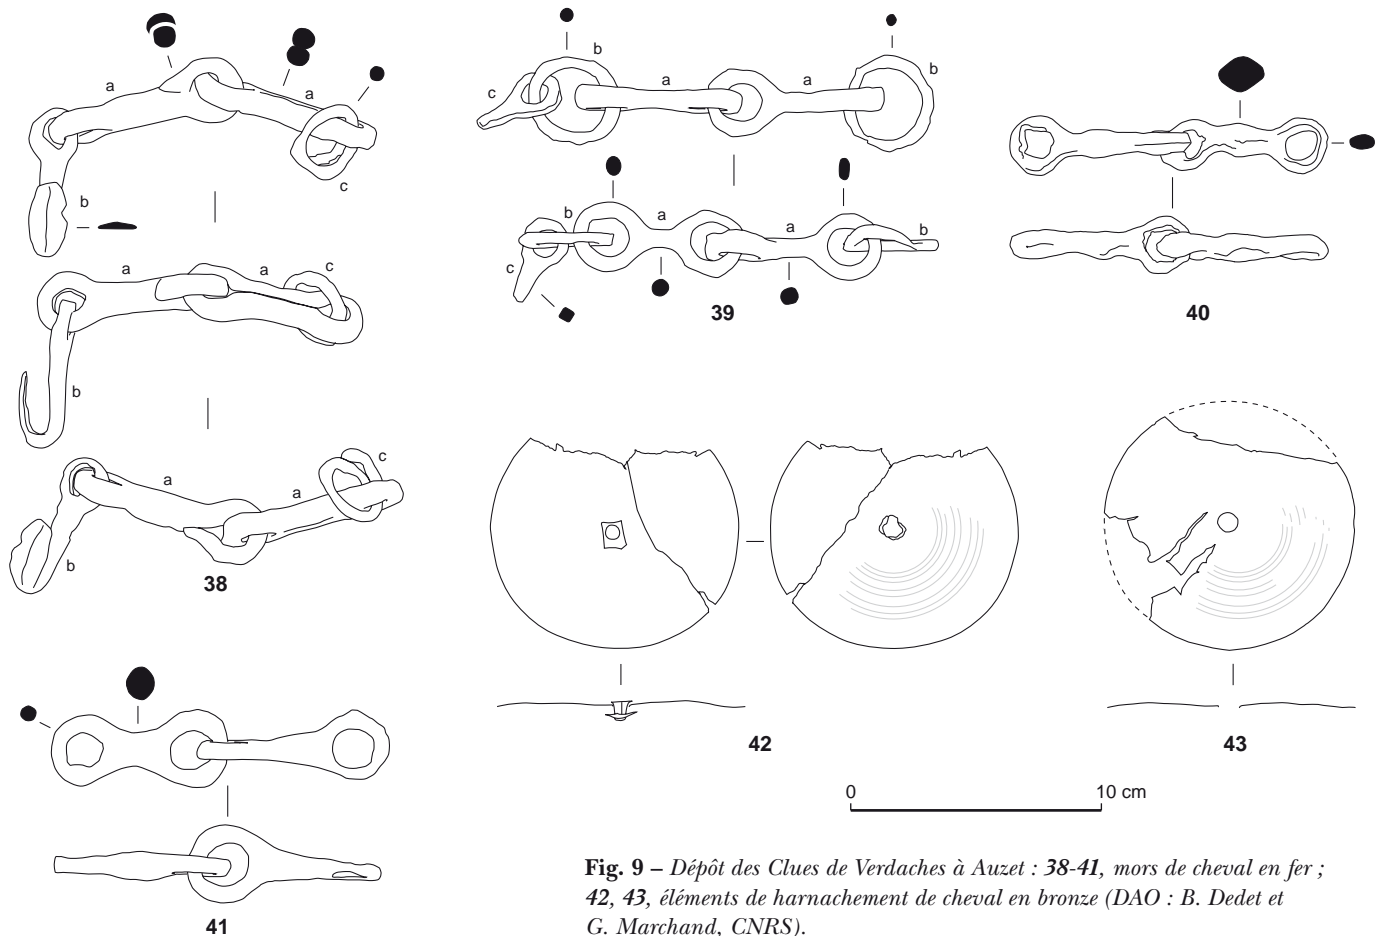 a
a
b
c
a
a
c
b
a
a
c
b
38
c
b
a
a
b
b
a
a
b
c
39
40
42
43
41
0 10 cm
Fig. 9 – Dépôt des Clues de Verdaches à Auzet : 38-41, mors de cheval en fer ;
42, 43, éléments de harnachement de cheval en bronze (DAO : B. Dedet et
G. Marchand, CNRS).